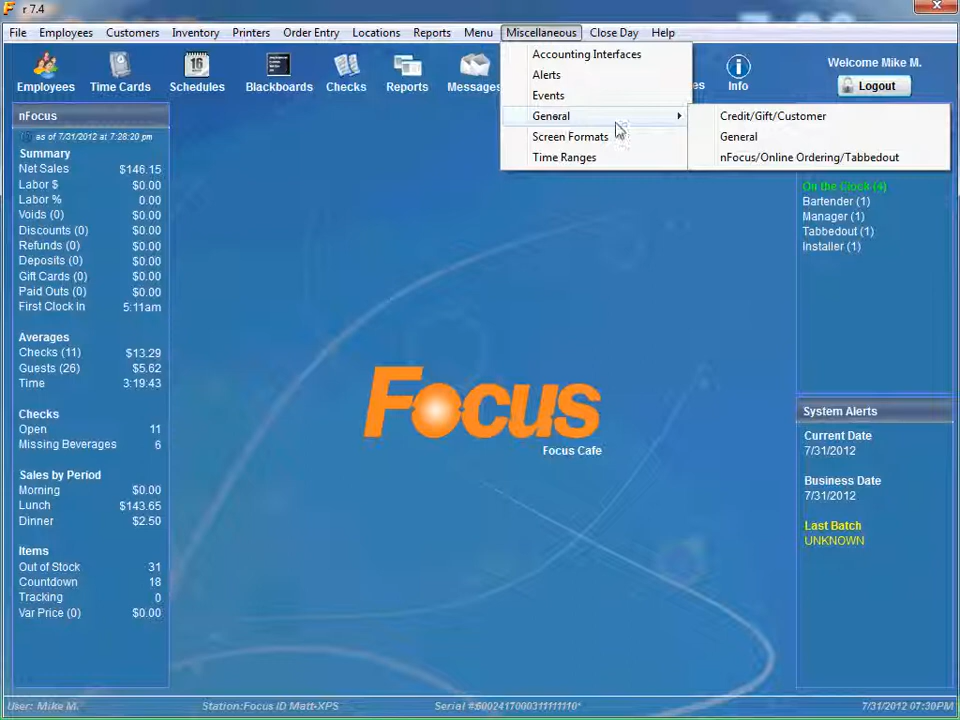 r 7.4
File Employees Customers Inventory Printers Order Entry Locations Reports Menu Miscellaneous Close Day Help
Employees Time Cards Schedules Blackboards Checks Reports Messages es Info
Welcome Mike M.
Logout
Accounting Interfaces
Alerts
Events
General
Screen Formats
Time Ranges
Credit/Gift/Customer
General
nFocus/Online Ordering/Tabbedout
nFocus
as of 7/31/2012 at 7:28:20 pm
Summary
Net Sales $146.15
Labor $ $0.00
Labor % 0.00
Voids (0) $0.00
Discounts (0) $0.00
Refunds (0) $0.00
Deposits (0) $0.00
Gift Cards (0) $0.00
Paid Outs (0) $0.00
First Clock In 5:11am
Averages
Checks (11) $13.29
Guests (26) $5.62
Time 3:19:43
Checks
Open 11
Missing Beverages 6
Sales by Period
Morning $0.00
Lunch $143.65
Dinner $2.50
Items
Out of Stock 31
Countdown 18
Tracking 0
Var Price (0) $0.00
Focus
Focus Cafe
On the Clock (4)
Bartender (1)
Manager (1)
Tabbedout (1)
Installer (1)
System Alerts
Current Date
7/31/2012
Business Date
7/31/2012
Last Batch
UNKNOWN
User: Mike M. Station:Focus ID Matt-XPS 7/31/2012 07:30PM